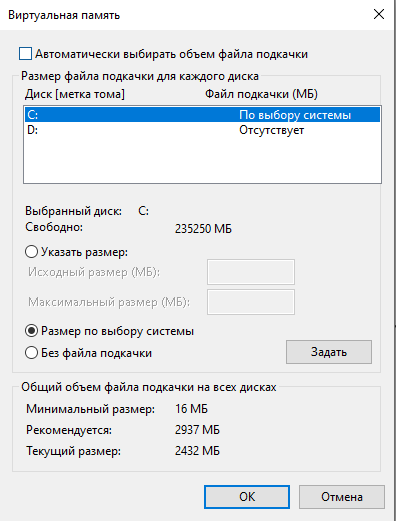 Виртуальная память
Автоматически выбирать объем файла подкачки
Размер файла подкачки для каждого диска
Диск [метка тома] Файл подкачки (МБ)
C: По выбору системы
D: Отсутствует
Выбранный диск: C:
Свободно: 235250 МБ
Указать размер:
Исходный размер (МБ):
Максимальный размер (МБ):
Размер по выбору системы
Без файла подкачки
Задать
Общий объем файла подкачки на всех дисках
Минимальный размер: 16 МБ
Рекомендуется: 2937 МБ
Текущий размер: 2432 МБ
ОК Отмена